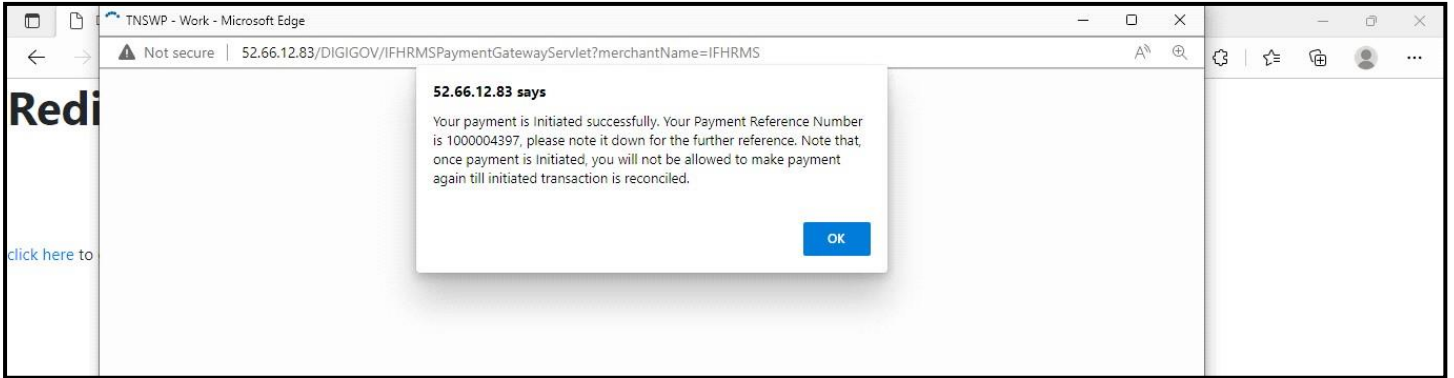 TNSWP - Work - Microsoft Edge
Not secure | 52.66.12.83/DIGIGOV/IFHRMSPaymentGatewayServlet?merchantName=IFHRMS
Redi
52.66.12.83 says
Your payment is Initiated successfully. Your Payment Reference Number
is 1000004397, please note it down for the further reference. Note that,
once payment is Initiated, you will not be allowed to make payment
again till initiated transaction is reconciled.
OK
click here to